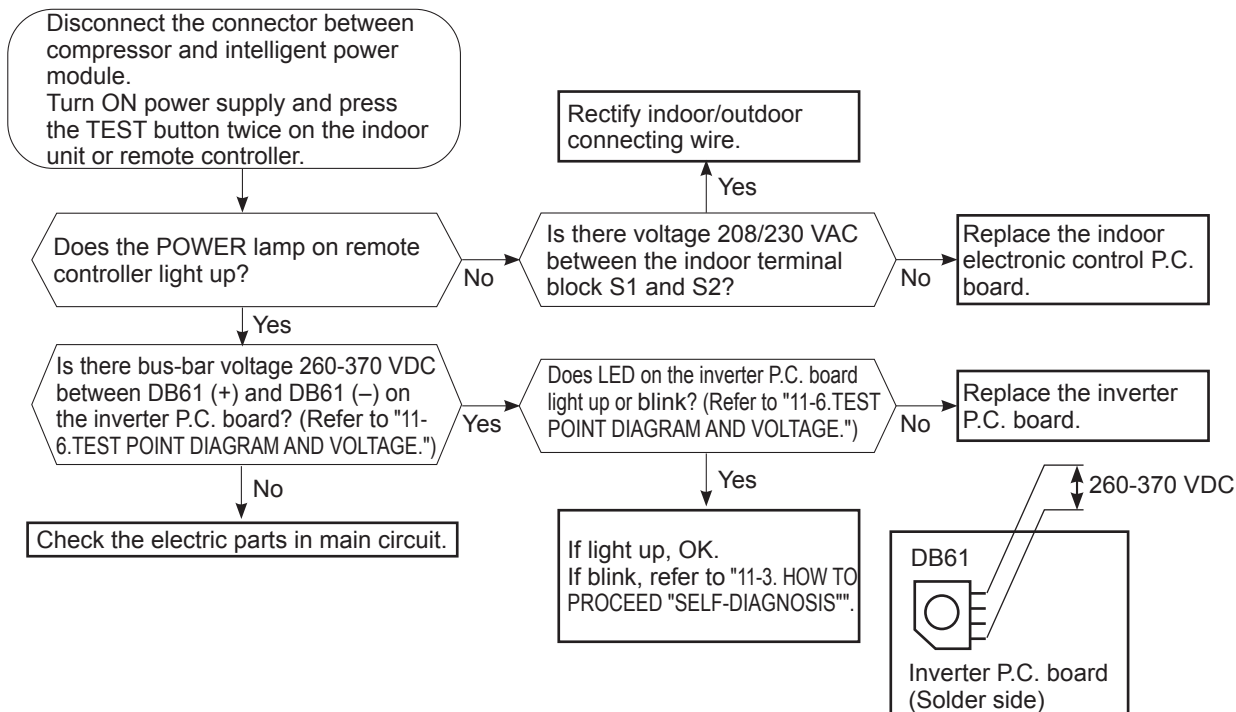 Disconnect the connector between
compressor and intelligent power
module.
Turn ON power supply and press
the TEST button twice on the indoor
unit or remote controller.
Rectify indoor/outdoor
connecting wire.
Yes
Does the POWER lamp on remote
controller light up?
No
Is there voltage 208/230 VAC
between the indoor terminal
block S1 and S2?
No
Replace the indoor
electronic control P.C.
board.
Yes
Is there bus-bar voltage 260-370 VDC
between DB61 (+) and DB61 (–) on
the inverter P.C. board? (Refer to "11-
6.TEST POINT DIAGRAM AND VOLTAGE.")
Yes
Does LED on the inverter P.C. board
light up or blink? (Refer to "11-6.TEST
POINT DIAGRAM AND VOLTAGE.")
No
Replace the inverter
P.C. board.
No
Check the electric parts in main circuit.
Yes
If light up, OK.
If blink, refer to "11-3. HOW TO
PROCEED "SELF-DIAGNOSIS"".
260-370 VDC
DB61
Inverter P.C. board
(Solder side)